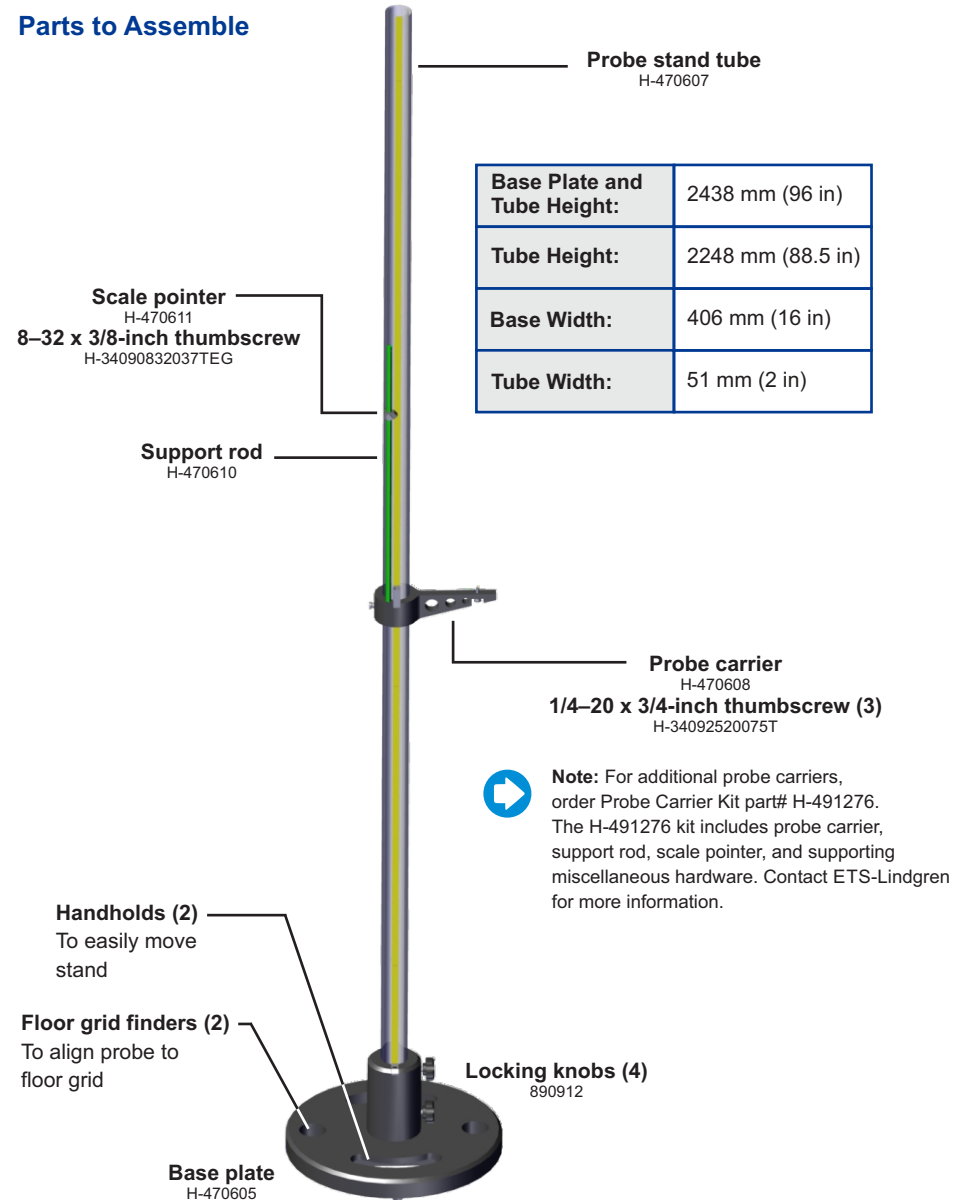 Parts to Assemble
Probe stand tube
H-470607
Base Plate and
Tube Height:
2438 mm (96 in)
Tube Height:
2248 mm (88.5 in)
Base Width:
406 mm (16 in)
Tube Width:
51 mm (2 in)
Scale pointer
H-470611
8–32 x 3/8-inch thumbscrew
H-34090832037TEG
Support rod
H-470610
Probe carrier
H-470608
1/4–20 x 3/4-inch thumbscrew (3)
H-34092520075T
Note: For additional probe carriers,
order Probe Carrier Kit part# H-491276.
The H-491276 kit includes probe carrier,
support rod, scale pointer, and supporting
miscellaneous hardware. Contact ETS-Lindgren
for more information.
Handholds (2)
To easily move
stand
Floor grid finders (2)
To align probe to
floor grid
Locking knobs (4)
890912
Base plate
H-470605